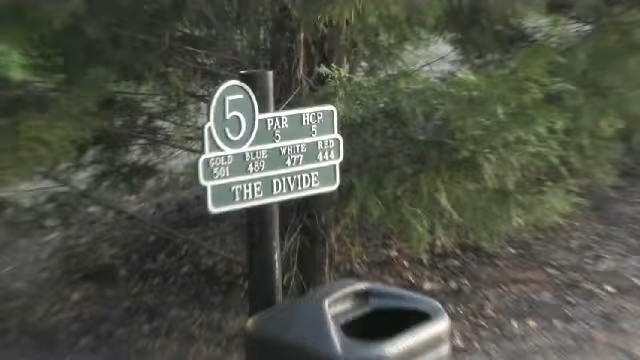 5
PAR HCP
5 5
GOLD BLUE WHITE RED
501 489 477 444
THE DIVIDE